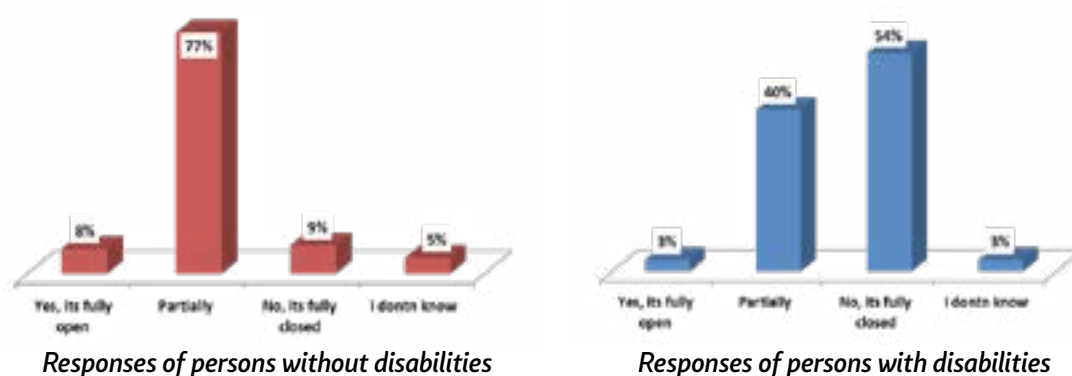 77%
8%
9%
5%
Yes, its fully
open
Partially
No, its fully
closed
I dontn know
Responses of persons without disabilities
54%
40%
3%
3%
Yes, its fully
open
Partially
No, its fully
closed
I dontn know
Responses of persons with disabilities